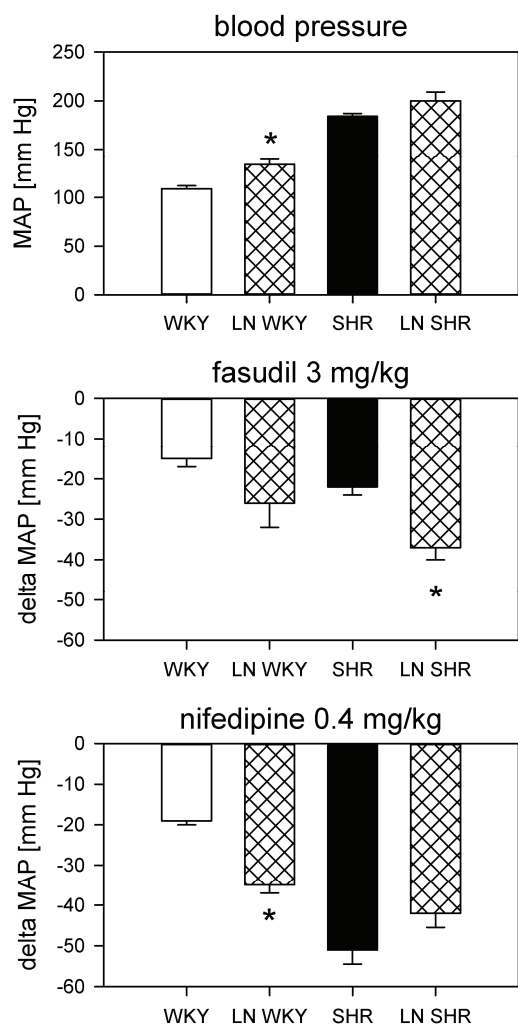 blood pressure
MAP [mm Hg]
250
200
150
100
50
0
*
WKY LN WKY SHR LN SHR
fasudil 3 mg/kg
delta MAP [mm Hg]
0
-10
-20
-30
-40
-50
-60
*
WKY LN WKY SHR LN SHR
nifedipine 0.4 mg/kg
delta MAP [mm Hg]
0
-10
-20
-30
-40
-50
-60
*
WKY LN WKY SHR LN SHR